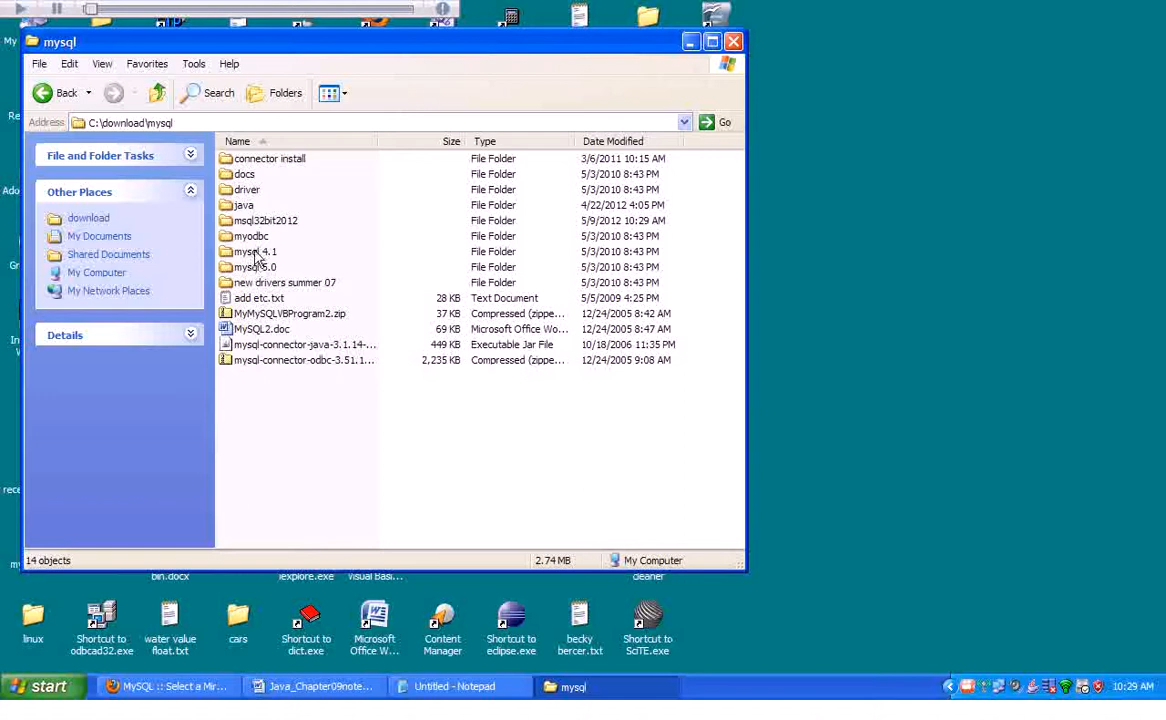 mysql
My
File Edit View Favorites Tools Help
Back Search Folders
Address C:\download\mysql Go
Re
File and Folder Tasks
Name Size Type Date Modified
connector install File Folder 3/6/2011 10:15 AM
docs File Folder 5/3/2010 8:43 PM
Ado Other Places
driver File Folder 5/3/2010 8:43 PM
java File Folder 4/22/2012 4:05 PM
download
msql32bit2012 File Folder 5/9/2012 10:29 AM
My Documents
myodbc File Folder 5/3/2010 8:43 PM
Shared Documents
mysql 4.1 File Folder 5/3/2010 8:43 PM
Gr
My Computer
mysql 5.0 File Folder 5/3/2010 8:43 PM
My Network Places
new drivers summer 07 File Folder 5/3/2010 8:43 PM
add etc.txt 28 KB Text Document 5/5/2009 4:25 PM
MyMySQLVBProgram2.zip 37 KB Compressed (zippe... 12/24/2005 8:42 AM
Details
MySQL2.doc 69 KB Microsoft Office Wo... 12/24/2005 8:47 AM
In
mysql-connector-java-3.1.14-... 449 KB Executable Jar File 10/18/2006 11:35 PM
mysql-connector-odbc-3.51.1... 2,235 KB Compressed (zippe... 12/24/2005 9:08 AM
rece
14 objects 2.74 MB My Computer
m
bin.docx iexplore.exe Visual Basi... cleaner
linux Shortcut to odbcad32.exe water value float.txt cars Shortcut to dict.exe Microsoft Office W... Content Manager Shortcut to eclipse.exe becky bercer.txt Shortcut to SciTE.exe
start MySQL :: Select a Mir... Java_Chapter09note... Untitled - Notepad mysql 10:29 AM